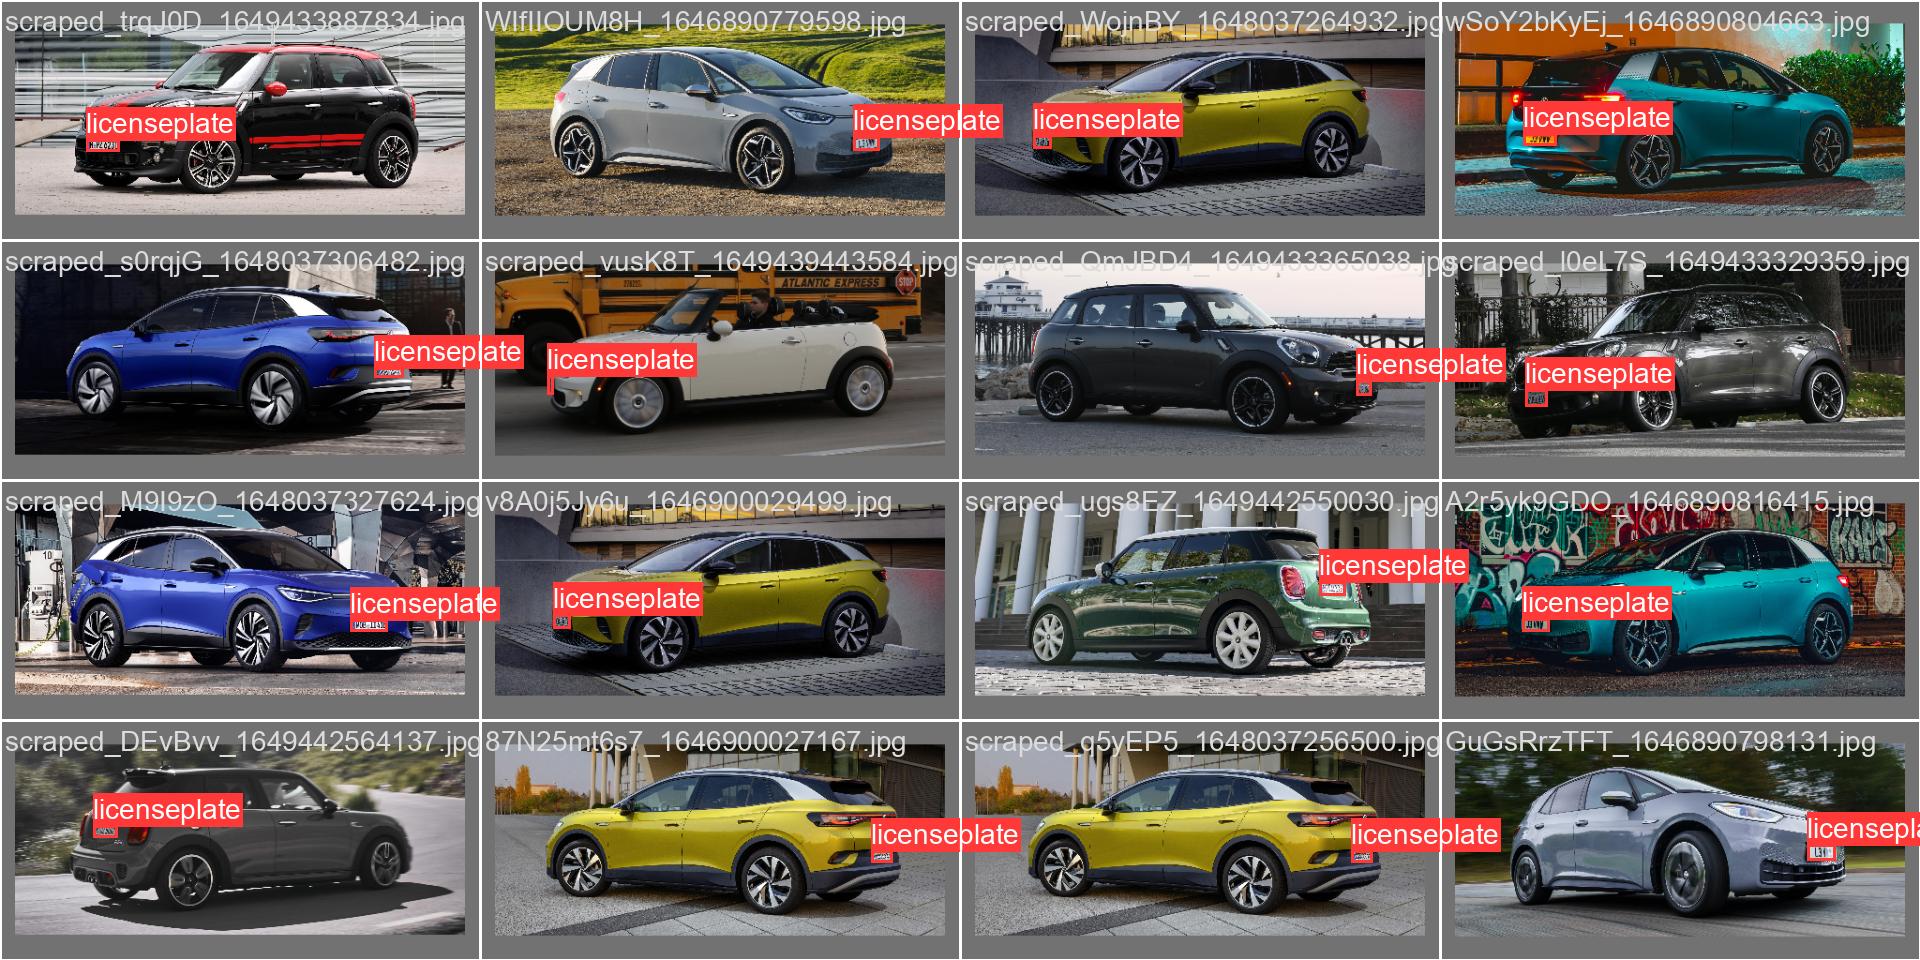 scraped_trqJ0D_1649433887834.jpg
licenseplate
WIfIIOUM8H_1646890779598.jpg
licenseplate
scraped_WojnBY_1648037264932.jpg
licenseplate
wSoY2bKyEj_1646890804663.jpg
licenseplate
scraped_s0rqjG_1648037306482.jpg
licenseplate
scraped_vusK8T_1649439443584.jpg
ATLANTIC EXPRESS
STOP
licenseplate
scraped_QmJBD4_1649433365038.jpg
licenseplate
scraped_l0eL7S_1649433329359.jpg
licenseplate
scraped_M9I9zO_1648037327624.jpg
licenseplate
v8A0j5Jy6u_1646900029499.jpg
licenseplate
scraped_ugs8EZ_1649442550030.jpg
licenseplate
A2r5yk9GDO_1646890816415.jpg
licenseplate
scraped_DEvBvv_1649442564137.jpg
licenseplate
87N25mt6s7_1646900027167.jpg
licenseplate
scraped_q5yEP5_1648037256500.jpg
licenseplate
GuGsRrzTFT_1646890798131.jpg
licensepla